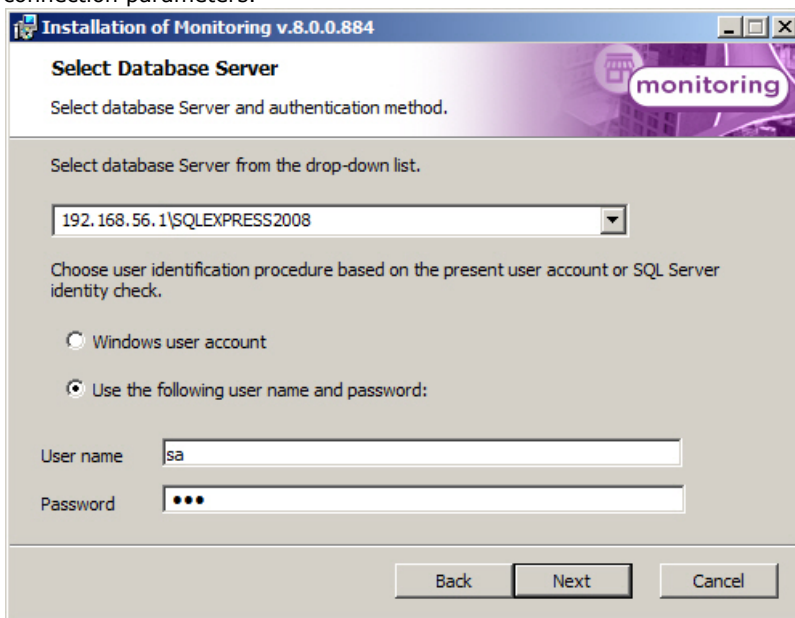 connection parameters.
Installation of Monitoring v.8.0.0.884
Select Database Server
monitoring
Select database Server and authentication method.
Select database Server from the drop-down list.
192.168.56.1\SQLEXPRESS2008
Choose user identification procedure based on the present user account or SQL Server
identity check.
Windows user account
Use the following user name and password:
User name
sa
Password
•••
Back
Next
Cancel